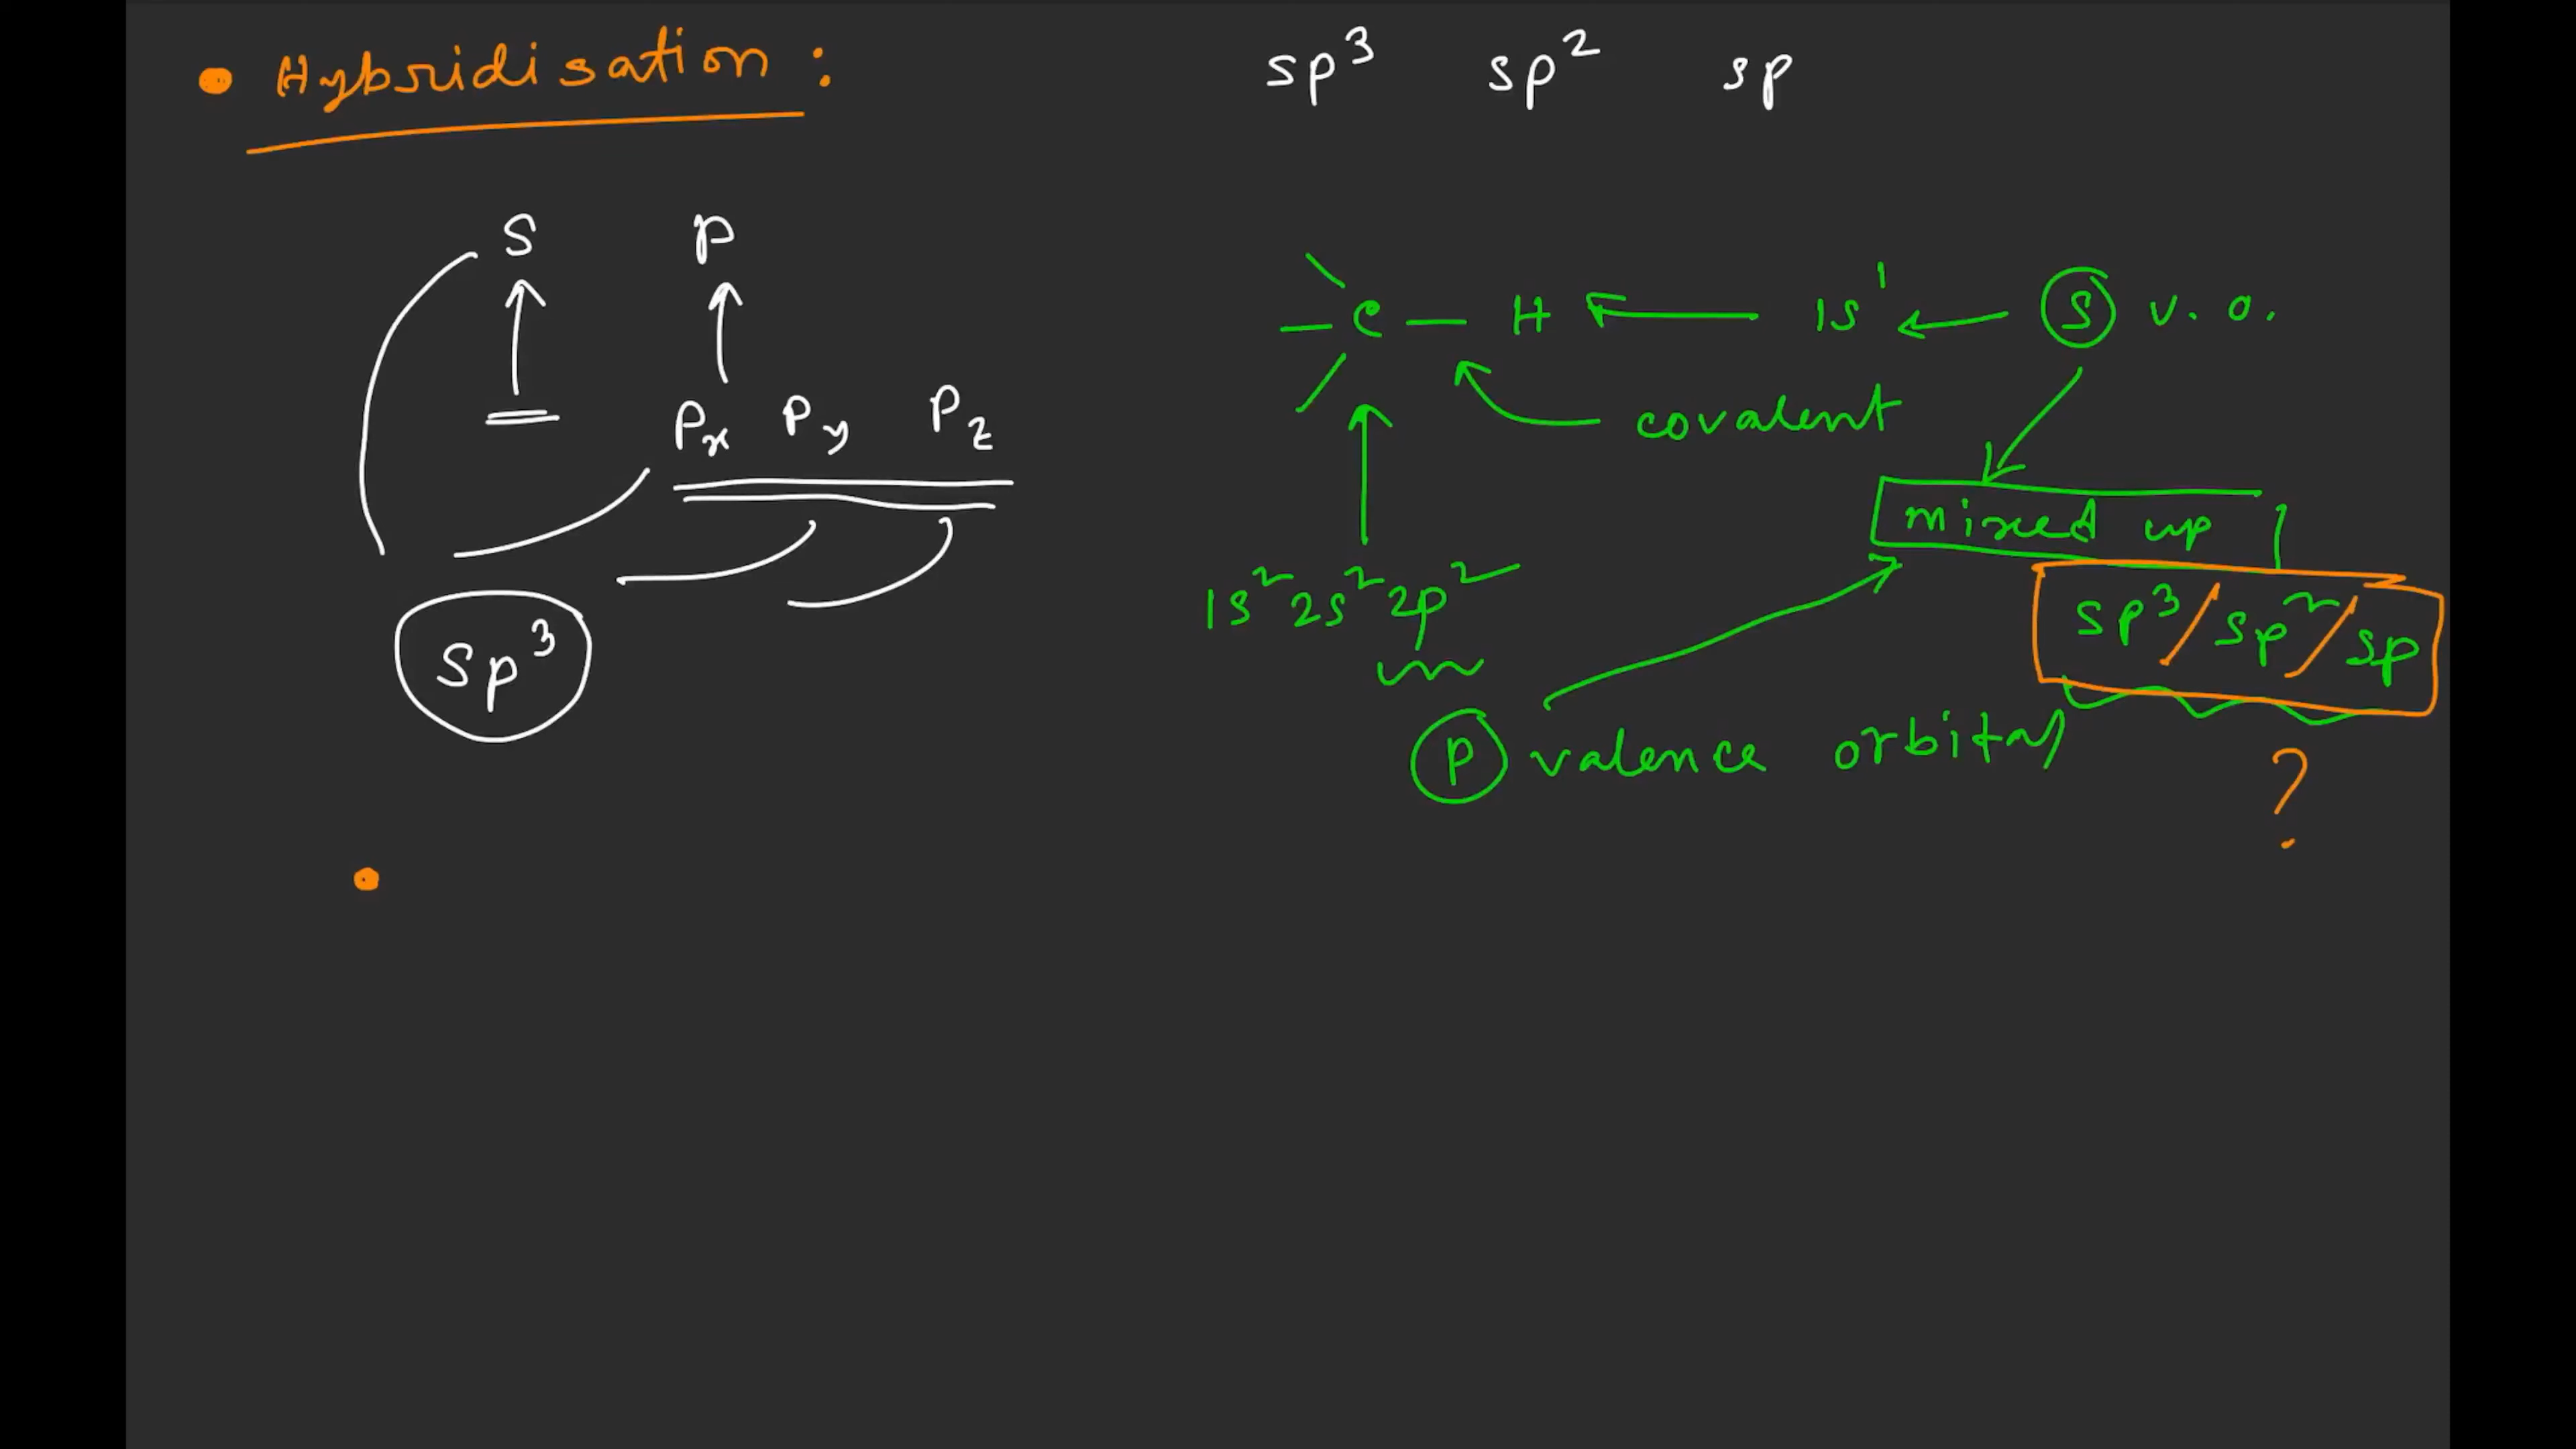 • Hybridisation :
sp³ sp² sp
s p
Px Py Pz
sp³
C — H ← 1s¹ ← s v. o.
covalent
mixed up
1s² 2s² 2p²
sp³/sp²/sp
p valence orbital
?